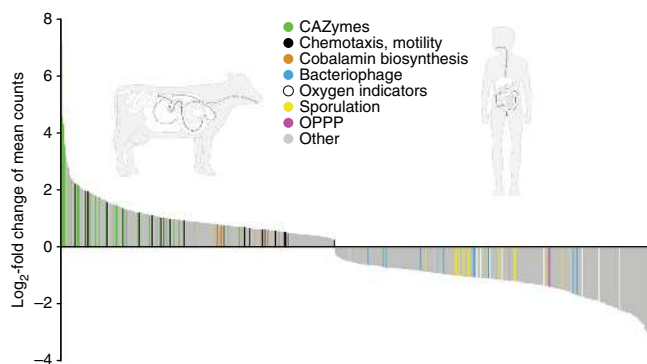 8
6
4
2
0
−2
−4
Log₂-fold change of mean counts
CAZymes
Chemotaxis, motility
Cobalamin biosynthesis
Bacteriophage
Oxygen indicators
Sporulation
OPPP
Other